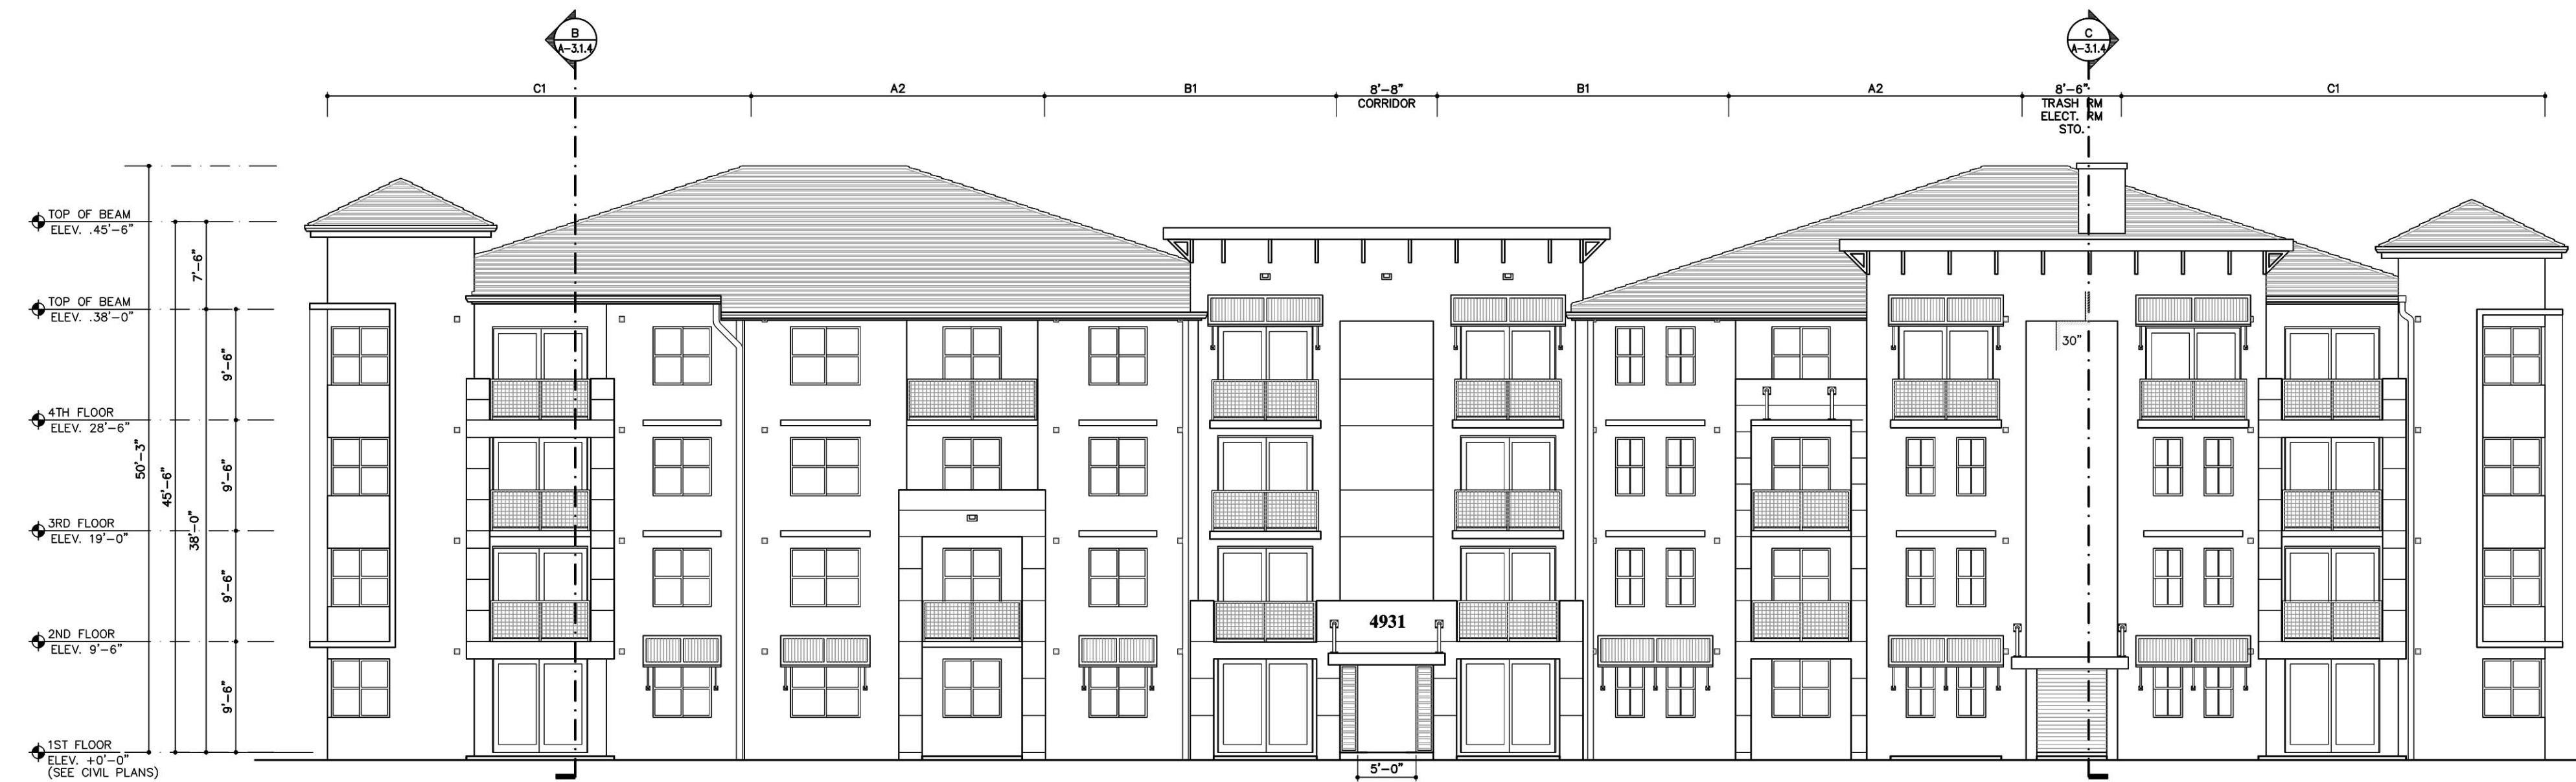 B
A-3.1.4
C
A-3.1.4
C1
A2
B1
8'-8"
CORRIDOR
B1
A2
8'-6"
TRASH RM
ELECT. RM
STO.
C1
TOP OF BEAM
ELEV. .45'-6"
TOP OF BEAM
ELEV. .38'-0"
4TH FLOOR
ELEV. 28'-6"
3RD FLOOR
ELEV. 19'-0"
2ND FLOOR
ELEV. 9'-6"
1ST FLOOR
ELEV. +0'-0"
(SEE CIVIL PLANS)
50'-3"
45'-6"
38'-0"
7'-6"
9'-6"
9'-6"
9'-6"
9'-6"
30"
4931
5'-0"